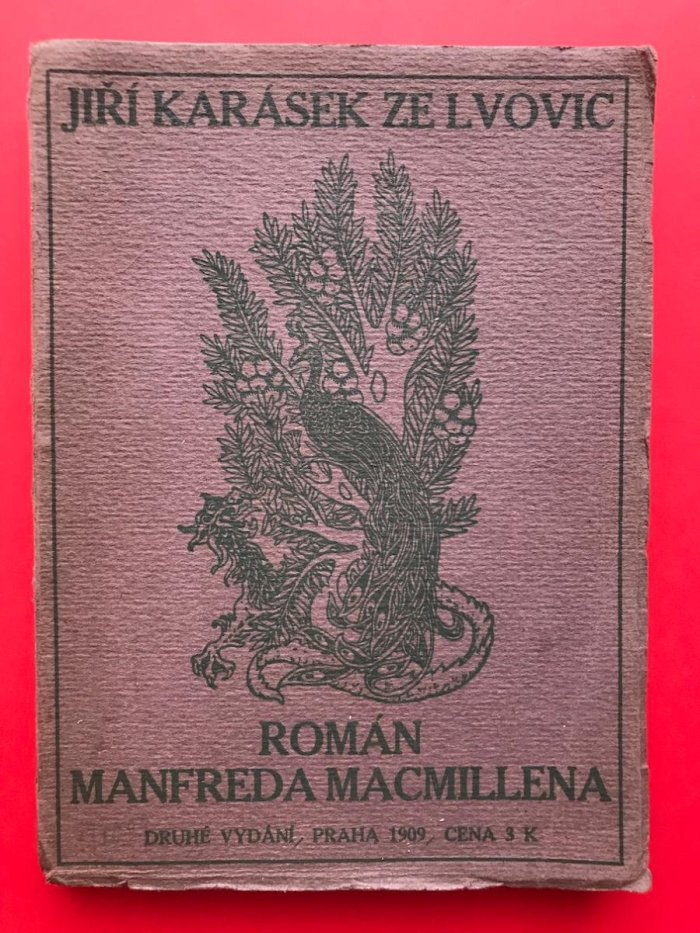 JIŘÍ KARÁSEK ZE LVOVIC
ROMÁN
MANFREDA MACMILLENA
DRUHÉ VYDÁNÍ, PRAHA 1909, CENA 3 K